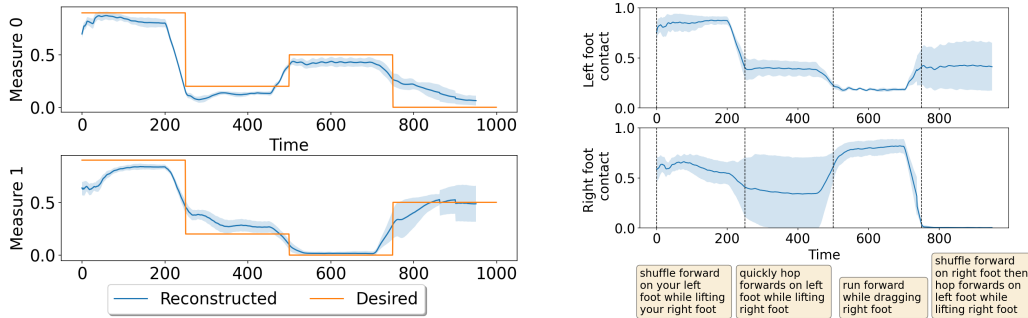 Measure 0
0.5
0.0
0 200 400 600 800 1000
Time
Measure 1
0.5
0.0
0 200 400 600 800 1000
Reconstructed Desired
Left foot
contact
1.0
0.5
0.0
0 200 400 600 800
Right foot
contact
1.0
0.5
0.0
0 200 400 600 800
Time
shuffle forward
on your left
foot while lifting
your right foot
quickly hop
forwards on left
foot while lifting
right foot
run forward
while dragging
right foot
shuffle forward
on right foot then
hop forwards on
left foot while
lifting right foot